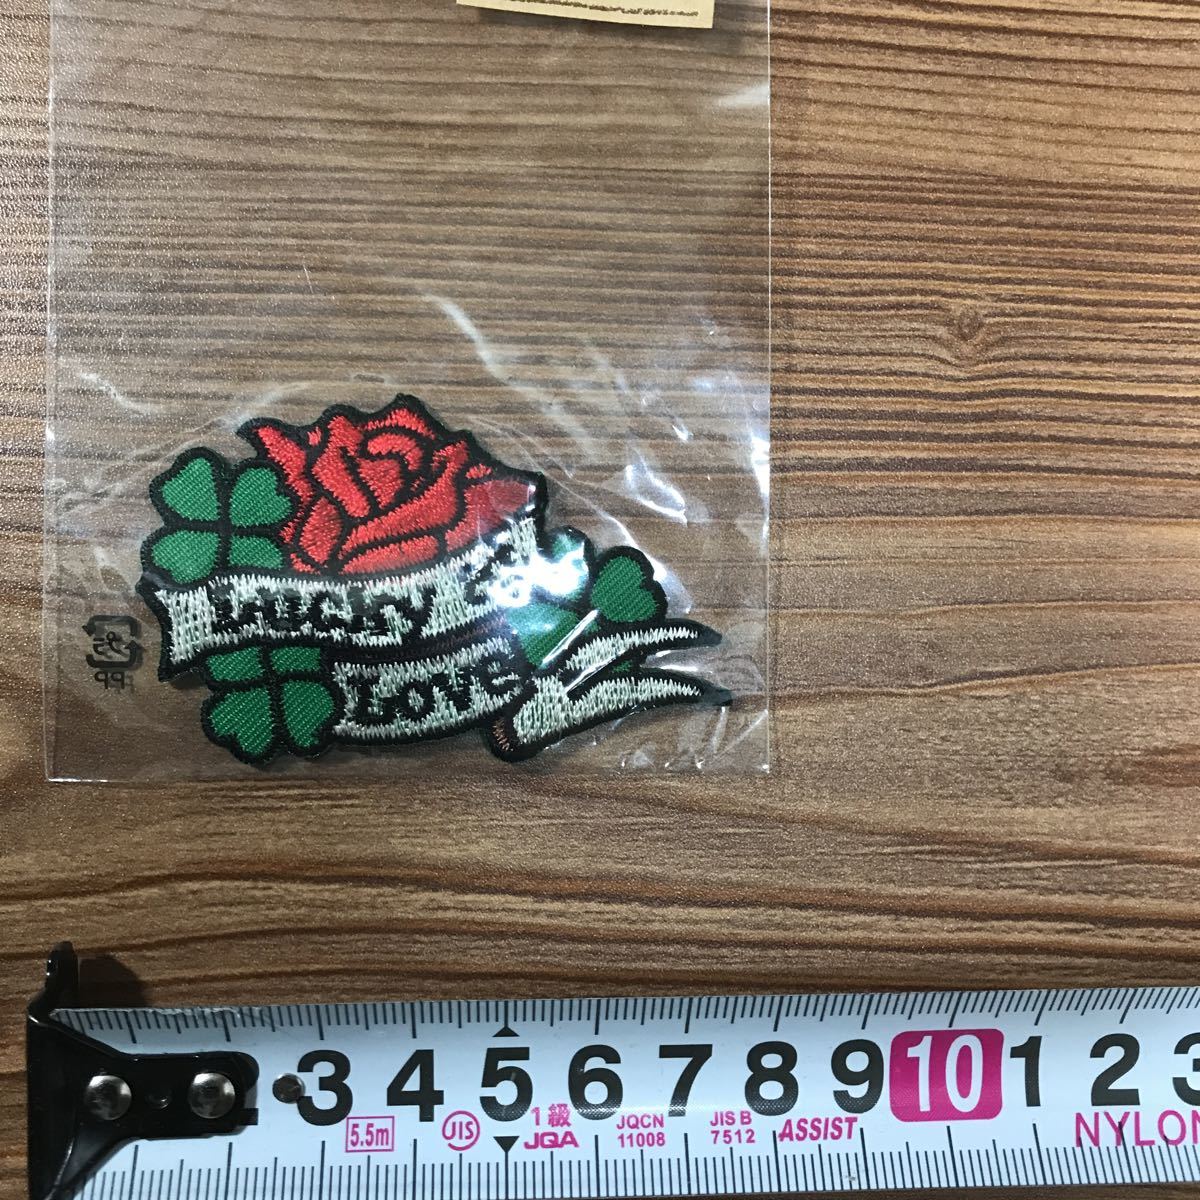 Lucky
Love
PP
2 3 4 5 6 7 8 9 10 1 2 3
5.5m JIS 1級 JQA JQCN 11008 JIS B 7512 ASSIST NYLON